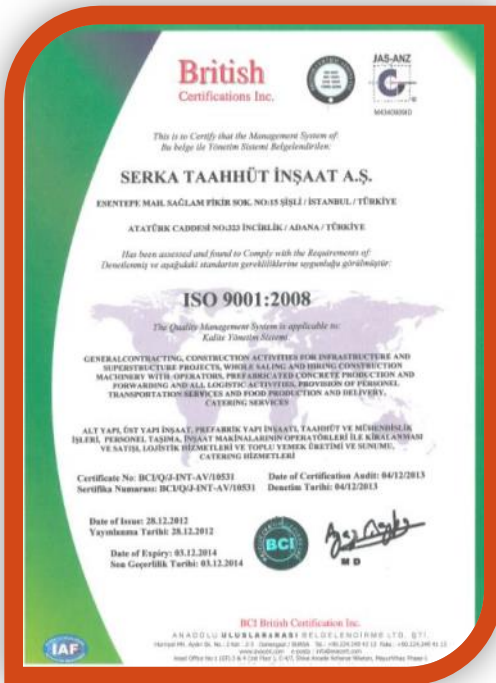 British
Certifications Inc.
JAS-ANZ
This is to Certify that the Management System of:
Bu belge ile Yönetim Sistemi Belgelendirilen:
SERKA TAAHHÜT İNŞAAT A.Ş.
ESENTEPE MAH. SAĞLAM FİKİR SOK. NO:15 ŞİŞLİ / İSTANBUL / TÜRKİYE
ATATÜRK CADDESİ NO:323 İNCİRLİK / ADANA / TÜRKİYE
Has been assessed and found to Comply with the Requirements of:
Denetlenmiş ve aşağıdaki standartın gerekliliklerine uygunluğu görülmüştür:
ISO 9001:2008
The Quality Management System is applicable to:
Kalite Yönetim Sistemi
GENERALCONTRACTING, CONSTRUCTION ACTIVITIES FOR INFRASTRUCTURE AND
SUPERSTRUCTURE PROJECTS, WHOLE SALING AND HIRING CONSTRUCTION
MACHINERY WITH OPERATORS, PREFABRICATED CONCRETE PRODUCTION AND
FORWARDING AND ALL LOGISTIC ACTIVITIES, PROVISION OF PERSONEL
TRANSPORTATION SERVICES AND FOOD PRODUCTION AND DELIVERY,
CATERING SERVICES
ALT YAPI, ÜST YAPI İNŞAAT, PREFABRİK YAPI İNŞAATI, TAAHHÜT VE MÜHENDİSLİK
İŞLERİ, PERSONEL TAŞIMA, İNŞAAT MAKİNALARININ OPERATÖRLERİ İLE KİRALANMASI
VE SATIŞI, LOJİSTİK HİZMETLERİ VE TOPLU YEMEK ÜRETİMİ VE SUNUMU,
CATERING HİZMETLERİ
Certificate No: BCI/Q/J-INT-AV/10531 Date of Certification Audit: 04/12/2013
Sertifika Numarası: BCI/Q/J-INT-AV/10531 Denetim Tarihi: 04/12/2013
Date of Issue: 28.12.2012
Yayınlanma Tarihi: 28.12.2012
Date of Expiry: 03.12.2014
Son Geçerlilik Tarihi: 03.12.2014
BCI
M D
BCI British Certification Inc.
ANADOLU ULUSLARARASI BELGELENDİRME LTD. ŞTİ.
IAF